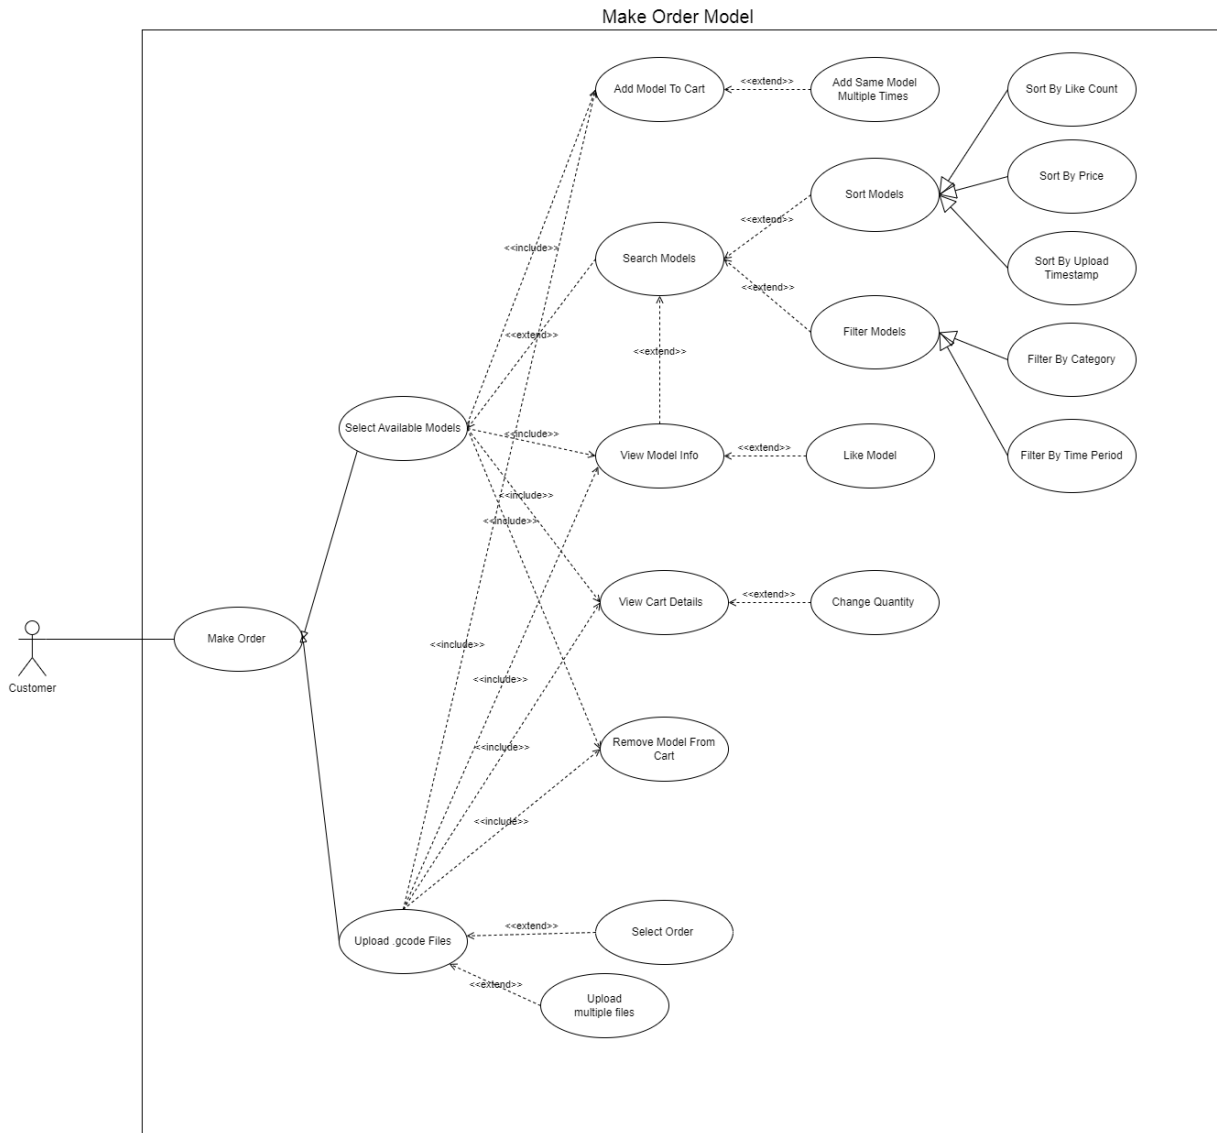 Make Order Model
Add Model To Cart
<<extend>>
Add Same Model
Multiple Times
Sort By Like Count
Sort By Price
Sort Models
<<extend>>
<<include>>
Search Models
Sort By Upload
Timestamp
<<extend>>
<<extend>>
Filter Models
<<extend>>
Filter By Category
Select Available Models
<<include>>
View Model Info
<<extend>>
Like Model
Filter By Time Period
<<include>>
<<include>>
View Cart Details
<<extend>>
Change Quantity
Make Order
<<include>>
Customer
<<include>>
<<include>>
Remove Model From
Cart
<<include>>
Upload .gcode Files
<<extend>>
Select Order
<<extend>>
Upload
multiple files